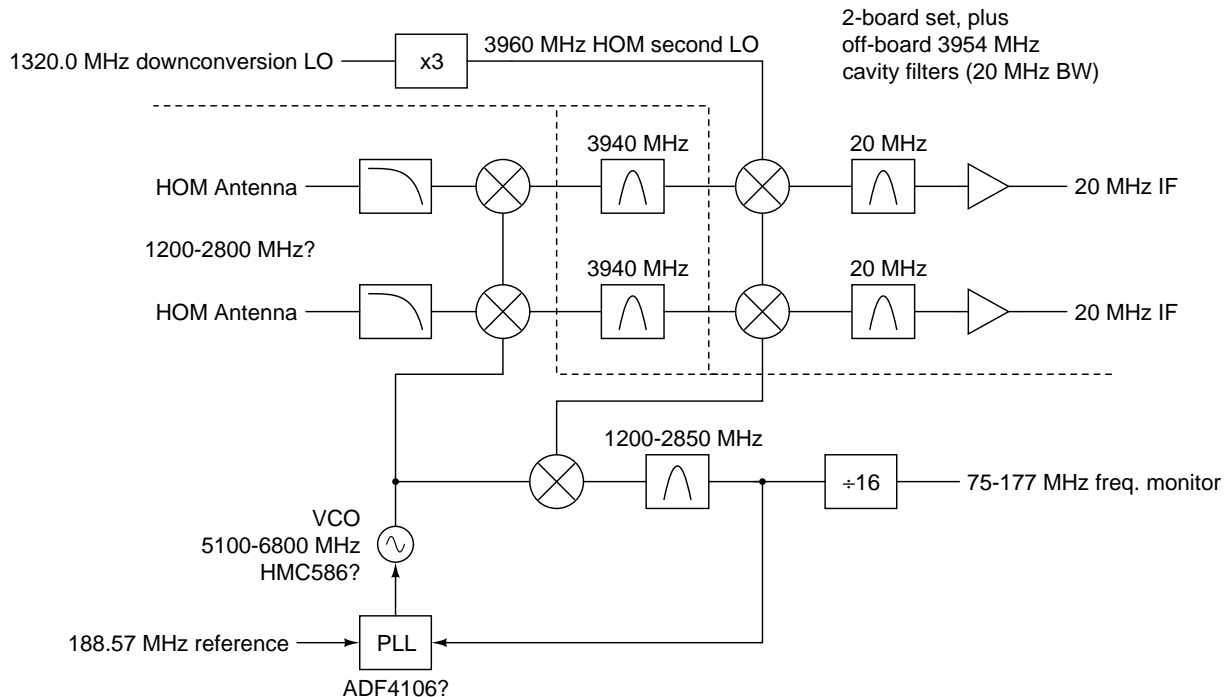 2-board set, plus
off-board 3954 MHz
cavity filters (20 MHz BW)
1320.0 MHz downconversion LO
x3
3960 MHz HOM second LO
3940 MHz
20 MHz
HOM Antenna
20 MHz IF
1200-2800 MHz?
3940 MHz
20 MHz
HOM Antenna
20 MHz IF
1200-2850 MHz
÷16
75-177 MHz freq. monitor
VCO
5100-6800 MHz
HMC586?
188.57 MHz reference
PLL
ADF4106?